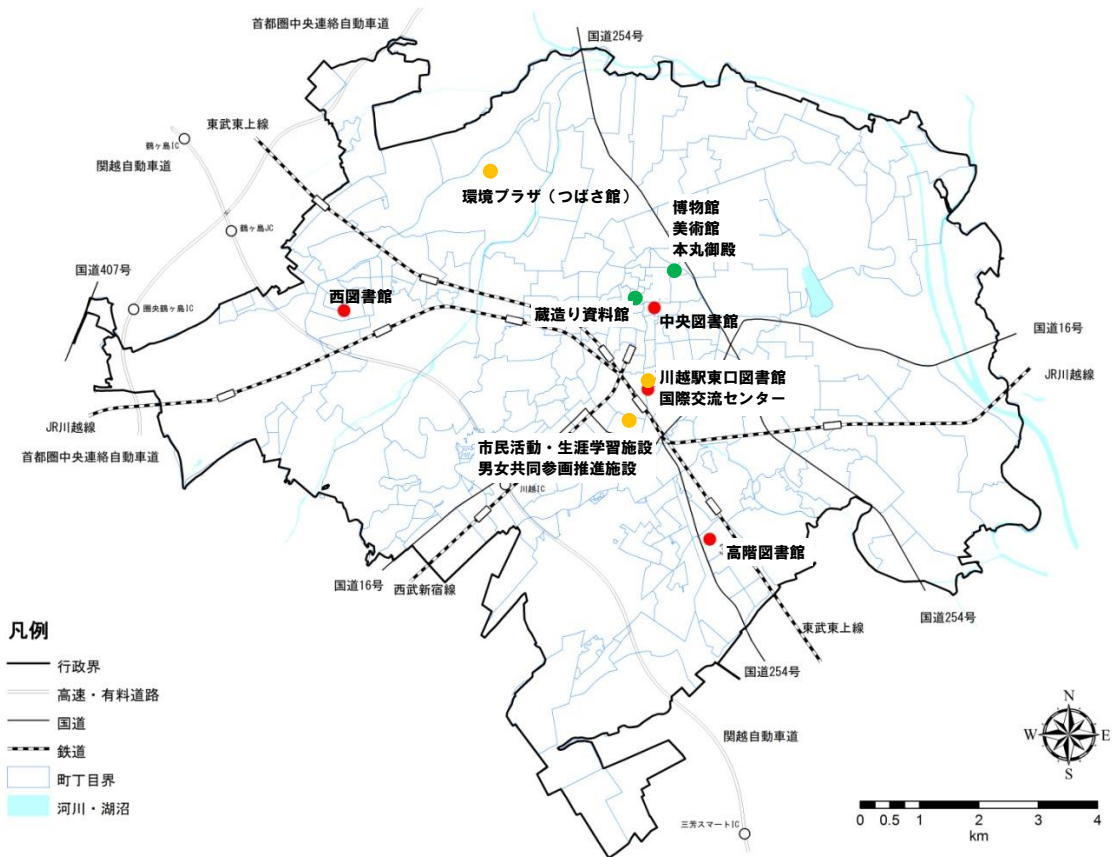 首都圏中央連絡自動車道
国道254号
東武東上線
鶴ヶ島IC
関越自動車道
環境プラザ（つばさ館）
博物館
美術館
本丸御殿
鶴ヶ島JC
国道407号
圏央鶴ヶ島IC
西図書館
蔵造り資料館
中央図書館
国道16号
川越駅東口図書館
国際交流センター
JR川越線
JR川越線
首都圏中央連絡自動車道
市民活動・生涯学習施設
男女共同参画推進施設
川越IC
高階図書館
国道16号
西武新宿線
国道254号
東武東上線
国道254号
凡例
行政界
高速・有料道路
国道
鉄道
町丁目界
河川・湖沼
関越自動車道
三芳スマートIC
N
W
E
S
0 0.5 1 2 3 4
km